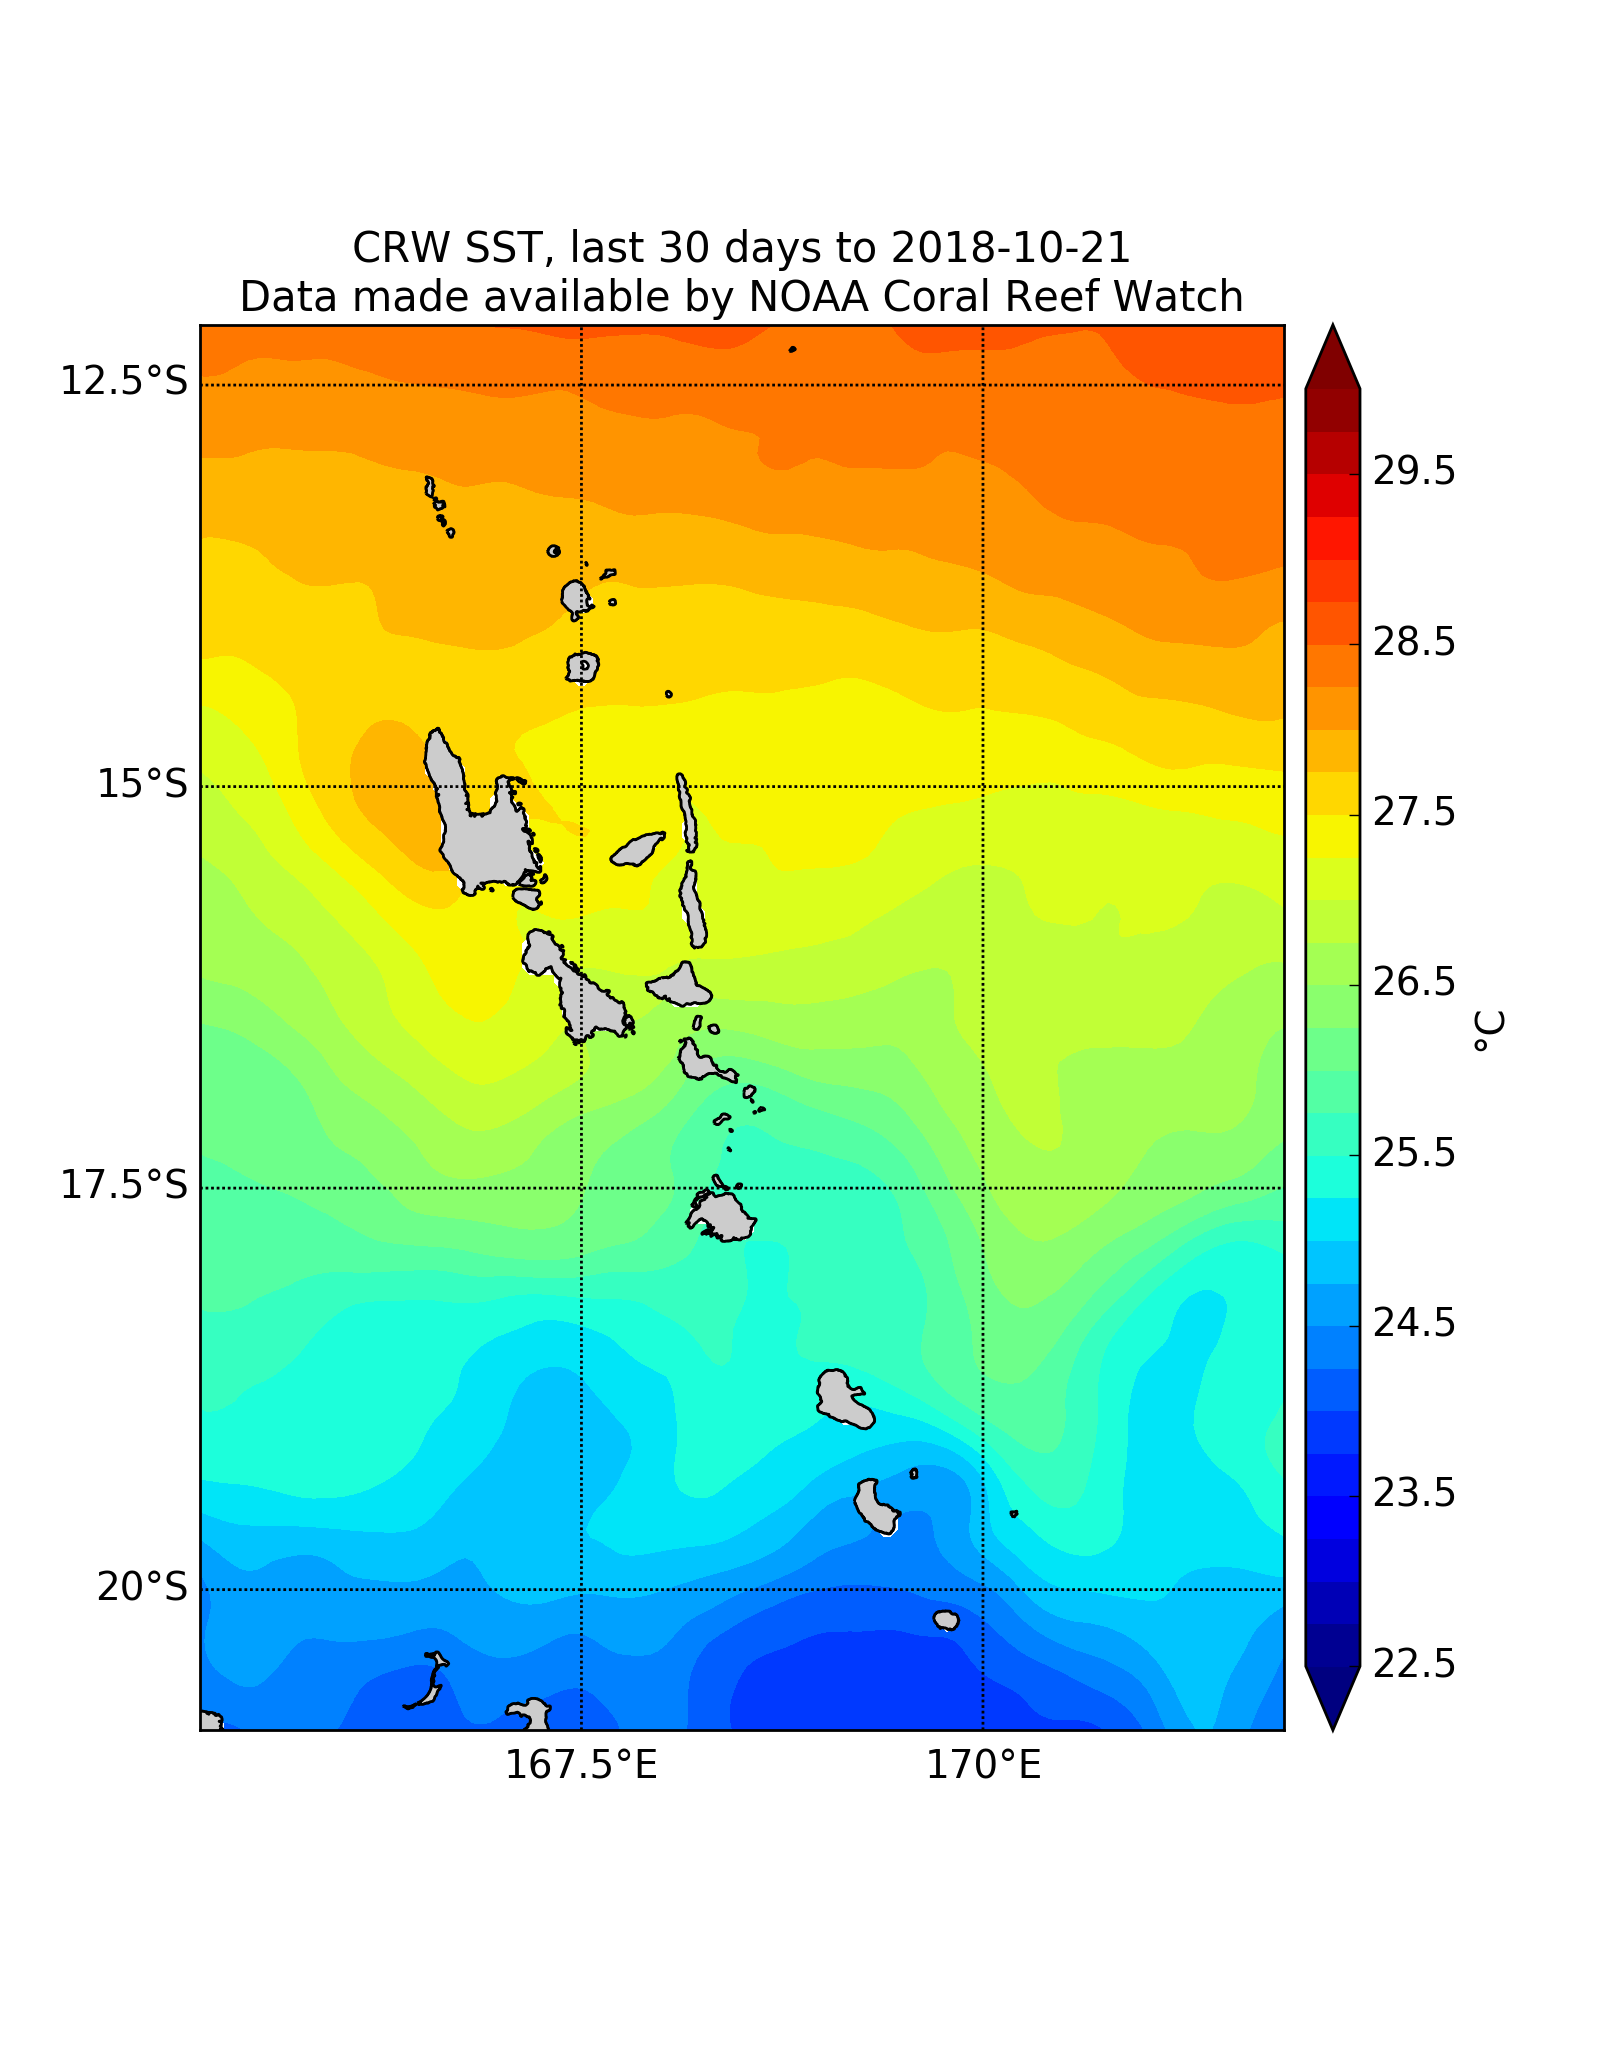 CRW SST, last 30 days to 2018-10-21
Data made available by NOAA Coral Reef Watch
12.5°S
15°S
17.5°S
20°S
167.5°E
170°E
29.5
28.5
27.5
26.5
25.5
24.5
23.5
22.5
°C